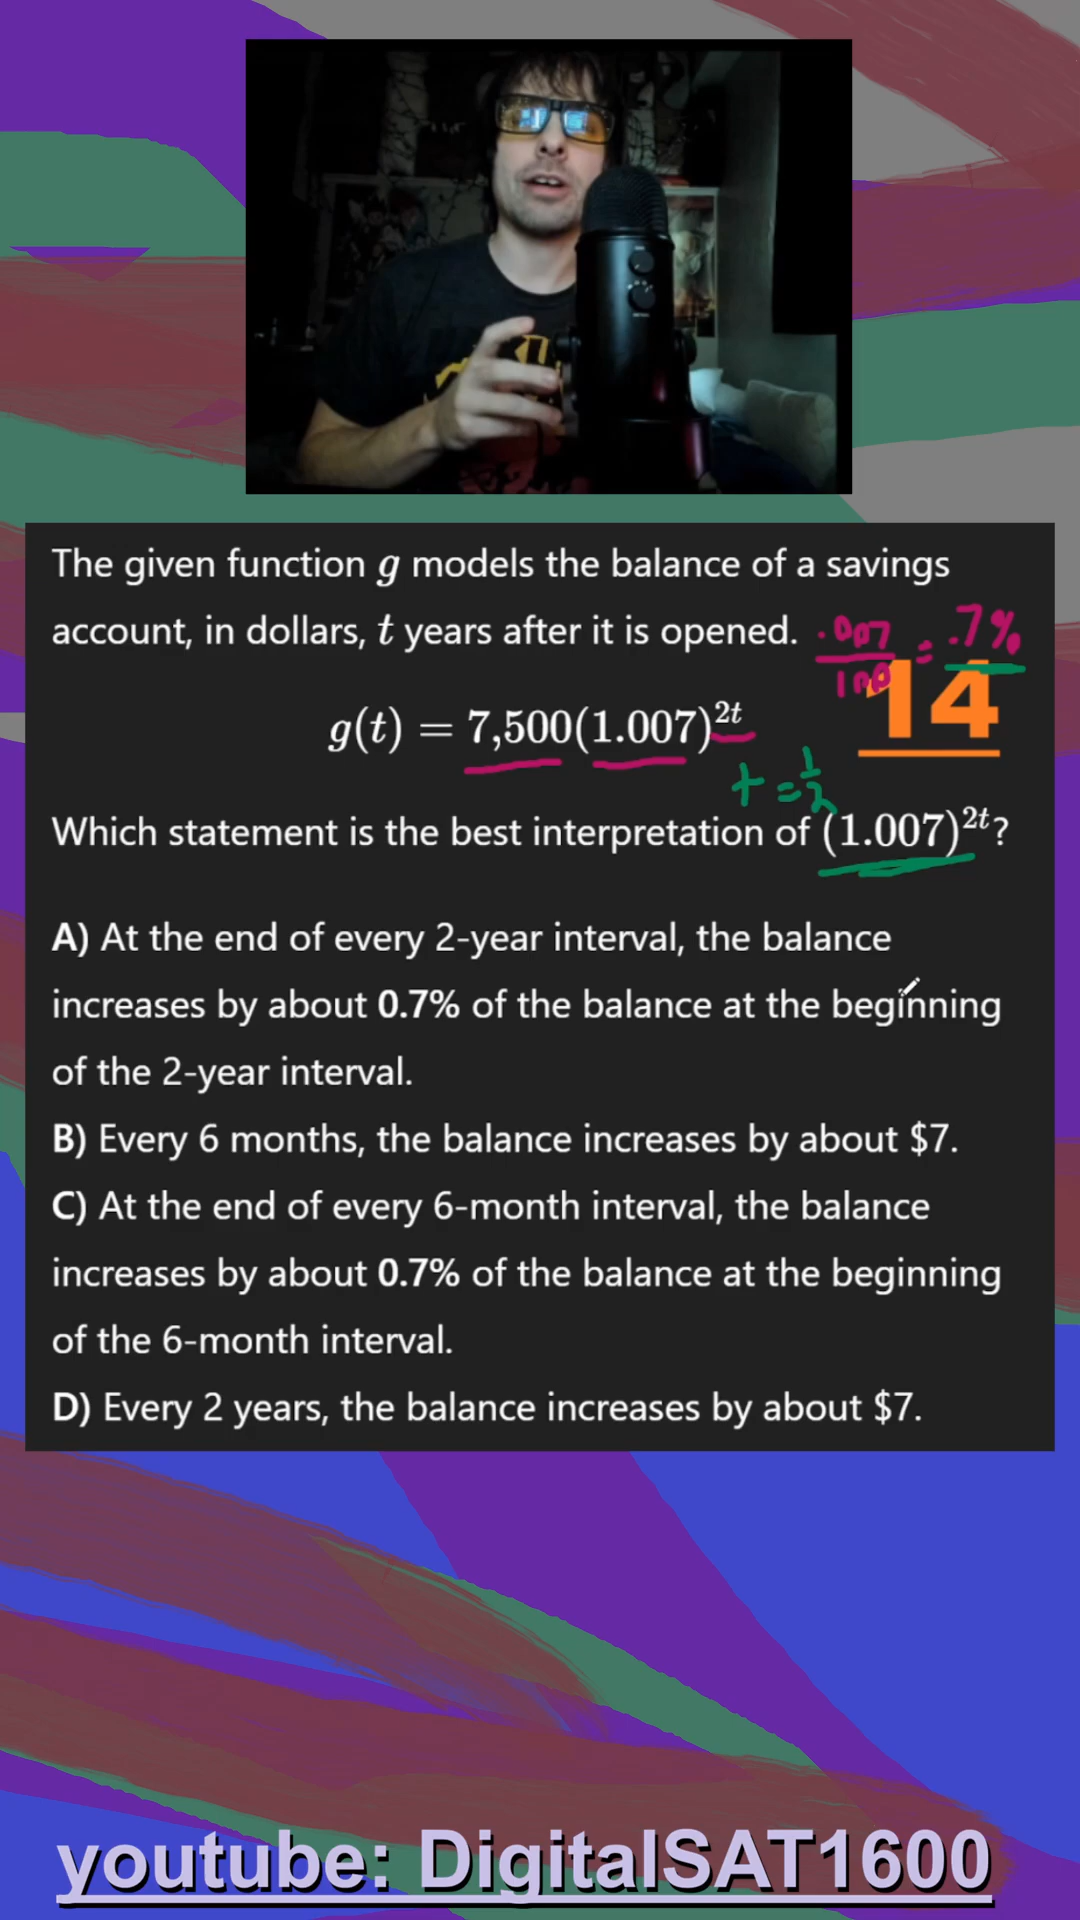 The given function g models the balance of a savings
account, in dollars, t years after it is opened.
.007/100 = .7%
14
g(t) = 7,500(1.007)^{2t}
t = 1/2
Which statement is the best interpretation of (1.007)^{2t}?
A) At the end of every 2-year interval, the balance
increases by about 0.7% of the balance at the beginning
of the 2-year interval.
B) Every 6 months, the balance increases by about $7.
C) At the end of every 6-month interval, the balance
increases by about 0.7% of the balance at the beginning
of the 6-month interval.
D) Every 2 years, the balance increases by about $7.
youtube: DigitalSAT1600